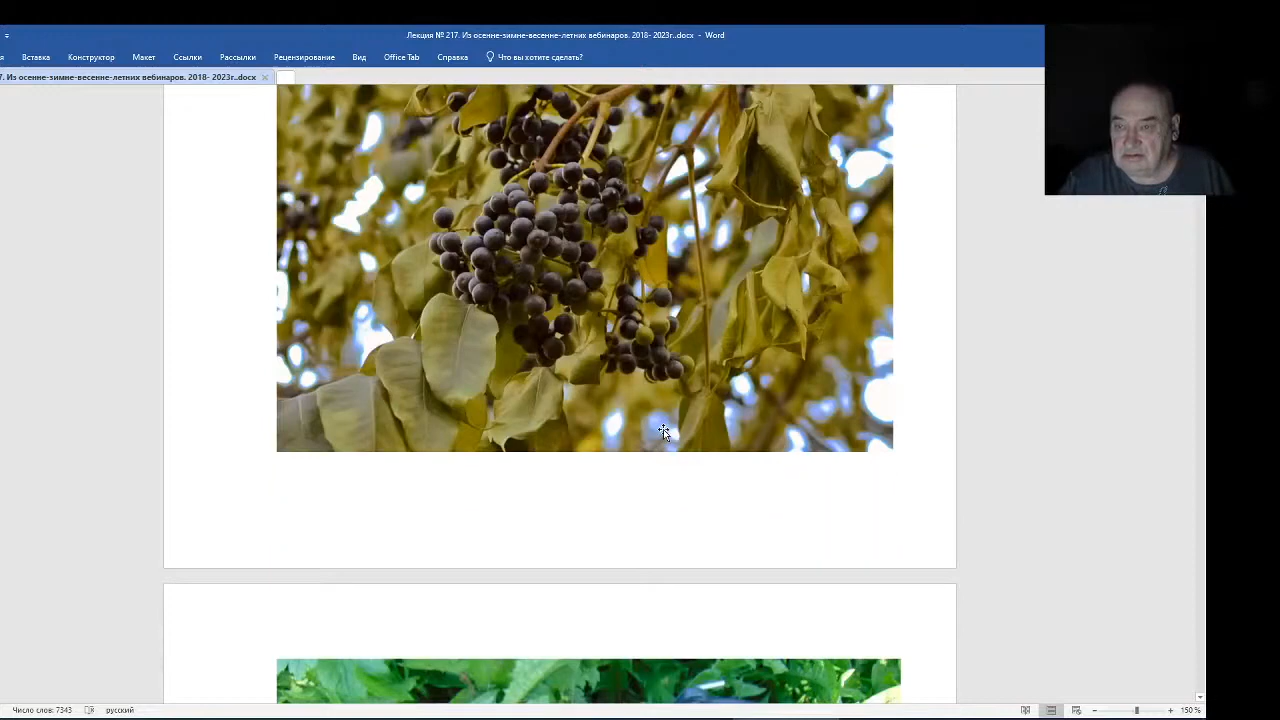 Лекция № 217. Из осенне-зимне-весенне-летних вебинаров. 2018- 2023г..docx - Word
Вставка Конструктор Макет Ссылки Рассылки Рецензирование Вид Office Tab Справка Что вы хотите сделать?
7. Из осенне-зимне-весенне-летних вебинаров. 2018- 2023г..docx
Число слов: 7343 русский 150 %